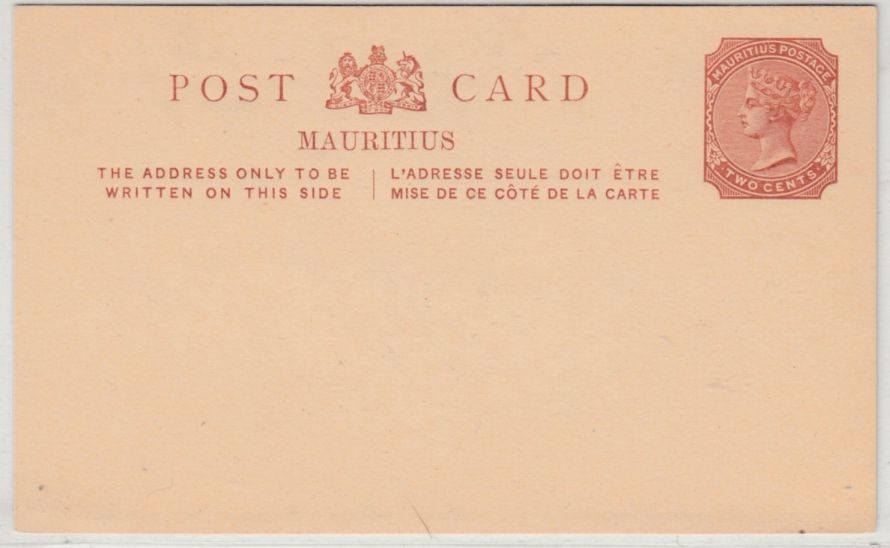 POST CARD
MAURITIUS
THE ADDRESS ONLY TO BE
WRITTEN ON THIS SIDE
L'ADRESSE SEULE DOIT ÊTRE
MISE DE CE CÔTÉ DE LA CARTE
MAURITIUS POSTAGE
TWO CENTS